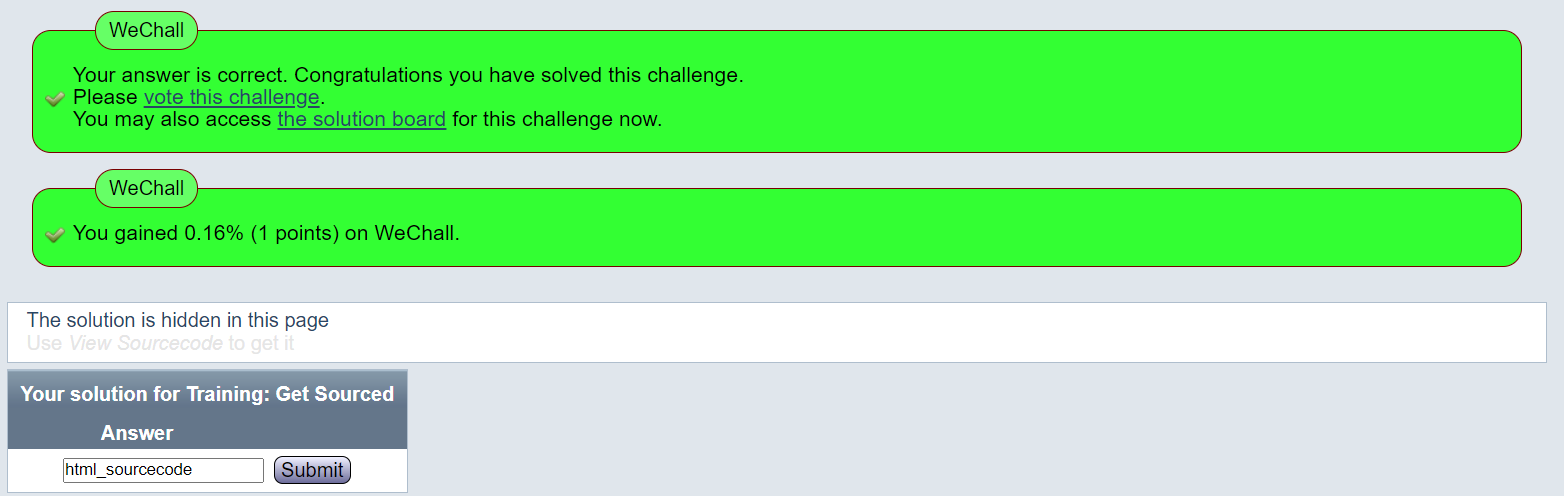 WeChall
Your answer is correct. Congratulations you have solved this challenge.
Please vote this challenge.
You may also access the solution board for this challenge now.
WeChall
You gained 0.16% (1 points) on WeChall.
The solution is hidden in this page
Use View Sourcecode to get it
Your solution for Training: Get Sourced
Answer
html_sourcecode Submit